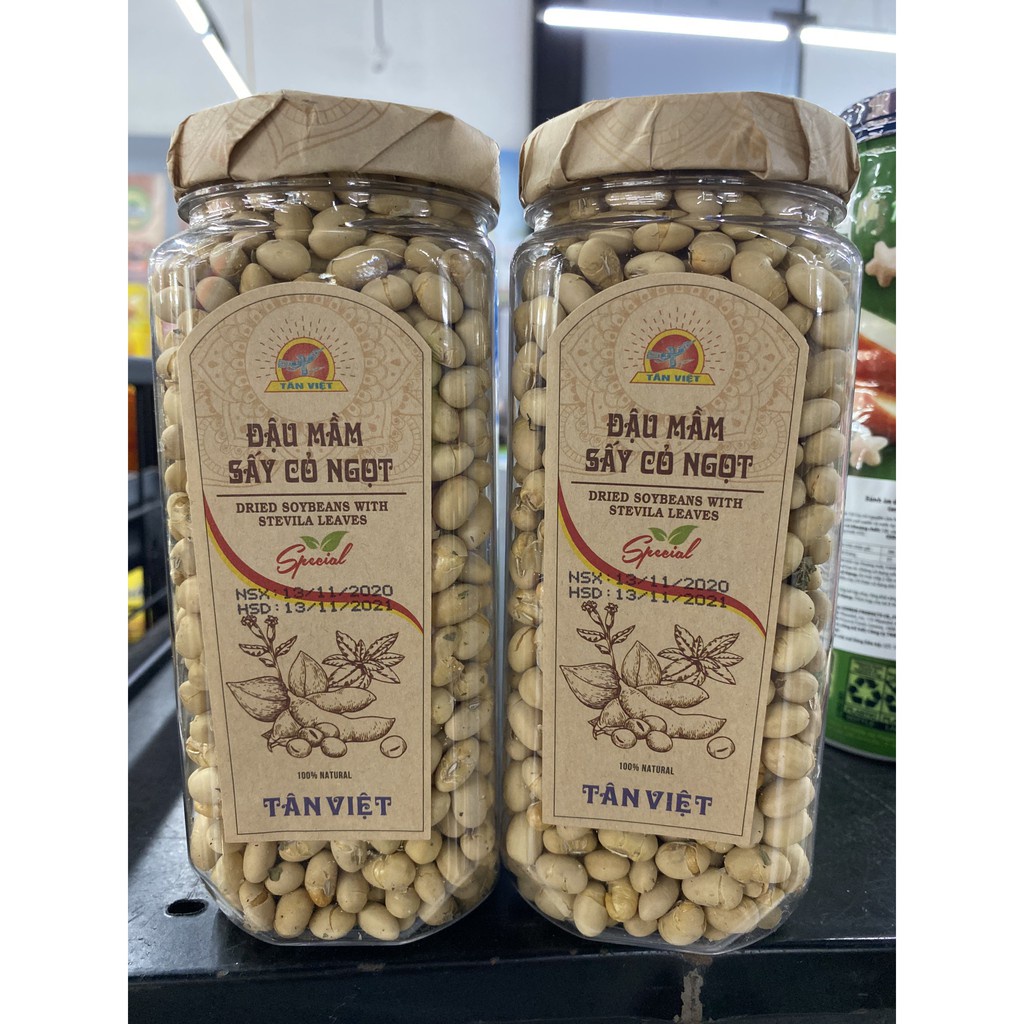 TÂN VIỆT
ĐẬU MẦM
SẤY CỎ NGỌT
DRIED SOYBEANS WITH
STEVILA LEAVES
Special
NSX: 13/11/2020
HSD: 13/11/2021
100% NATURAL
TÂN VIỆT
TÂN VIỆT
ĐẬU MẦM
SẤY CỎ NGỌT
DRIED SOYBEANS WITH
STEVILA LEAVES
Special
NSX: 13/11/2020
HSD: 13/11/2021
100% NATURAL
TÂN VIỆT